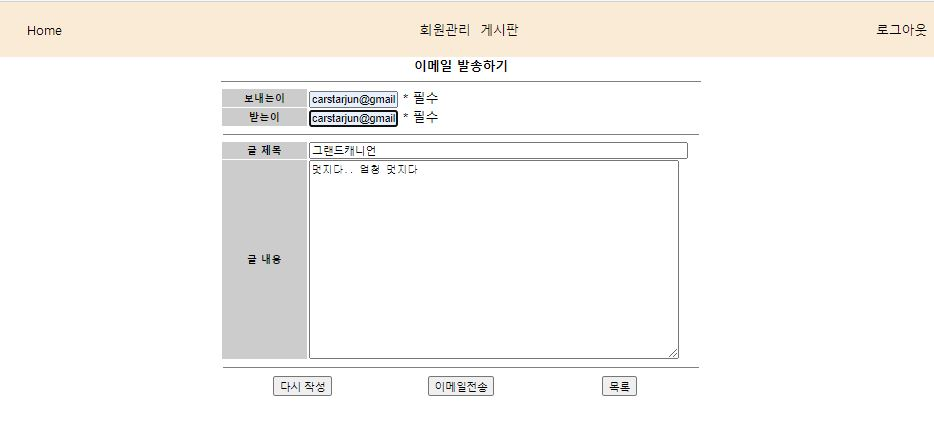 Home 회원관리 게시판 로그아웃
이메일 발송하기
보내는이 carstarjun@gmail * 필수
받는이 carstarjun@gmail * 필수
글 제목 그랜드캐니언
글 내용 멋지다.. 엄청 멋지다
다시 작성 이메일전송 목록